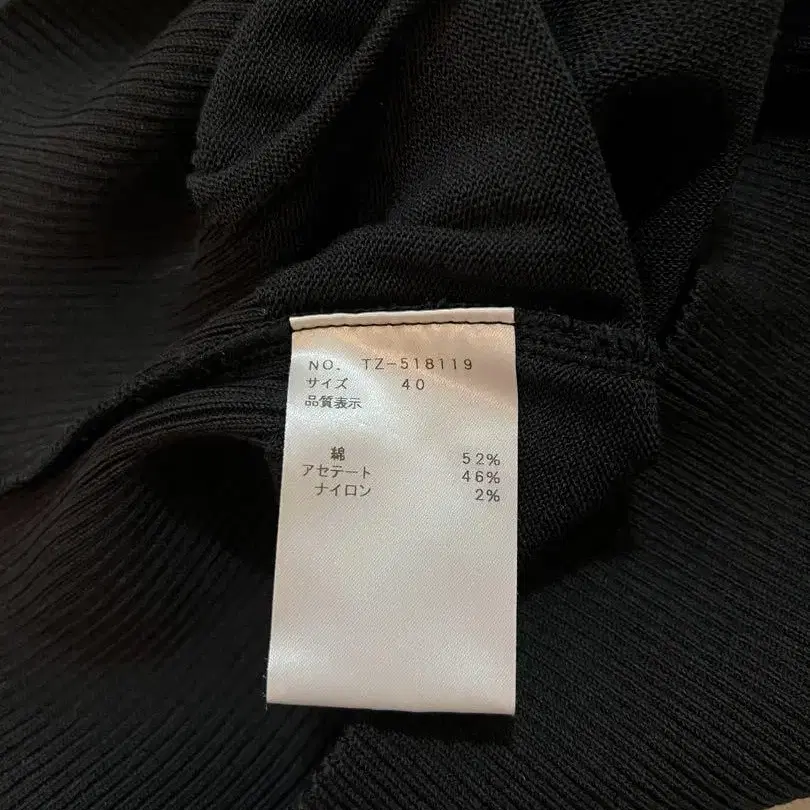 NO. TZ-518119
サイズ 40
品質表示
綿 52%
アセテート 46%
ナイロン 2%